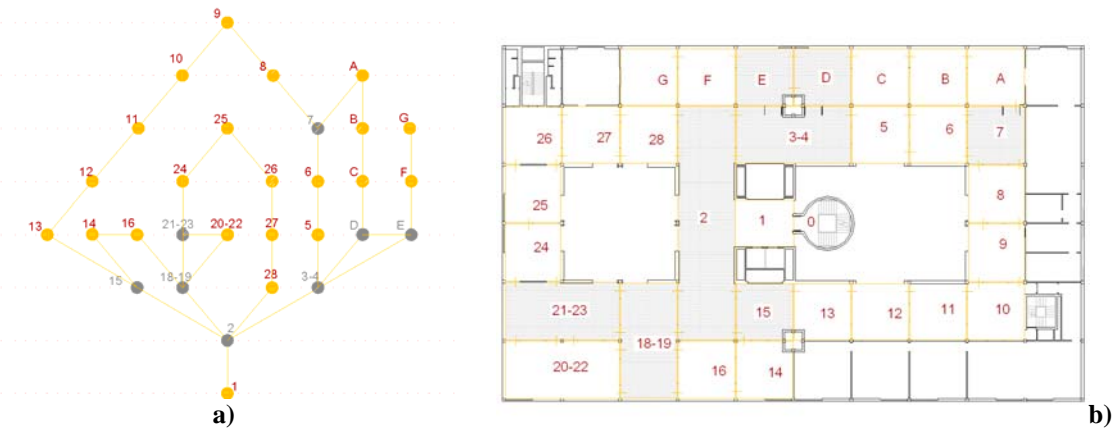 9
10 8 A
11 25 7 B G
12 24 26 6 C F
13 14 16 21-23 20-22 27 5 D E
15 18-19 28 3-4
2
1
a)
G F E D C B A
26 27 28 3-4 5 6 7
25 2 1 0 8
24 9
21-23 15 13 12 11 10
18-19
20-22 16 14
b)